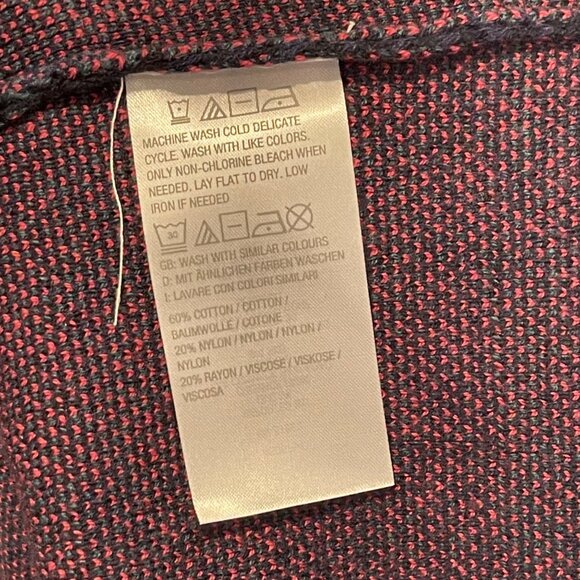 MACHINE WASH COLD DELICATE
CYCLE. WASH WITH LIKE COLORS.
ONLY NON-CHLORINE BLEACH WHEN
NEEDED. LAY FLAT TO DRY. LOW
IRON IF NEEDED
30
GB: WASH WITH SIMILAR COLOURS
D: MIT ÄHNLICHEN FARBEN WASCHEN
I: LAVARE CON COLORI SIMILARI
60% COTTON / COTTON /
BAUMWOLLE / COTONE
20% NYLON / NYLON / NYLON /
NYLON
20% RAYON / VISCOSE / VISKOSE /
VISCOSA